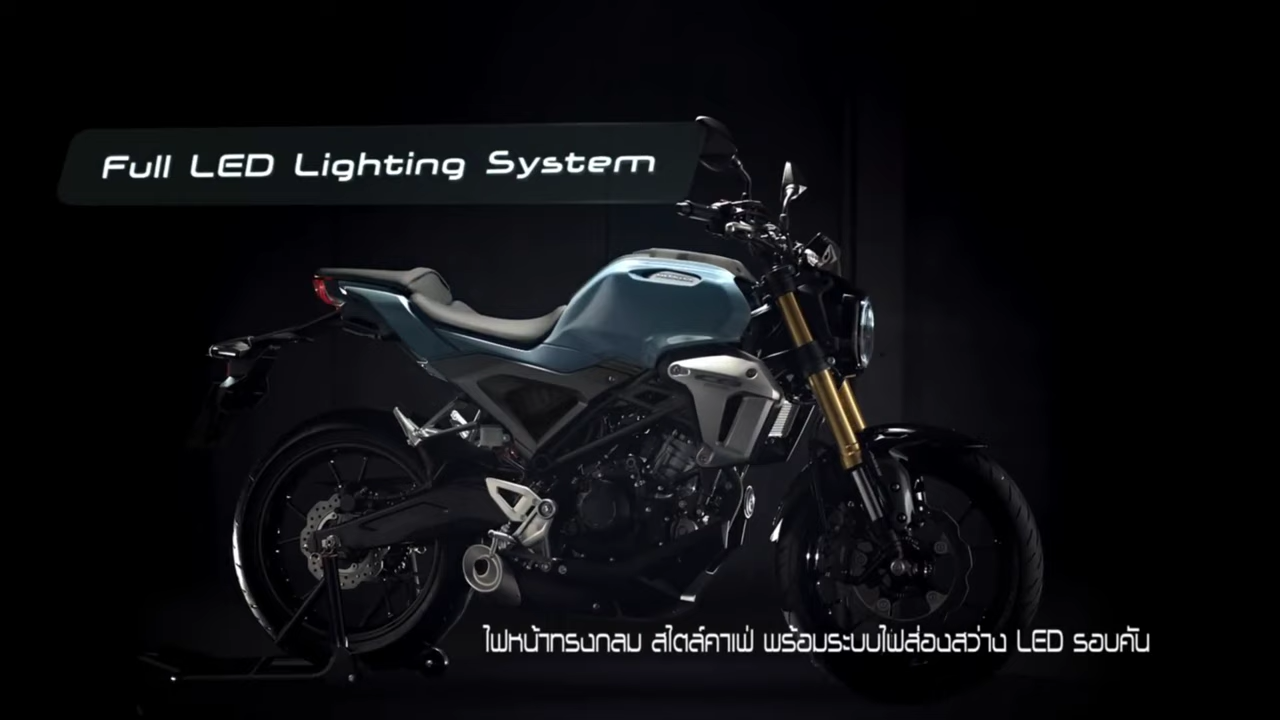 Full LED Lighting System
ไฟหน้าทรงกลม สไตล์คาเฟ่ พร้อมระบบไฟส่องสว่าง LED รอบคัน